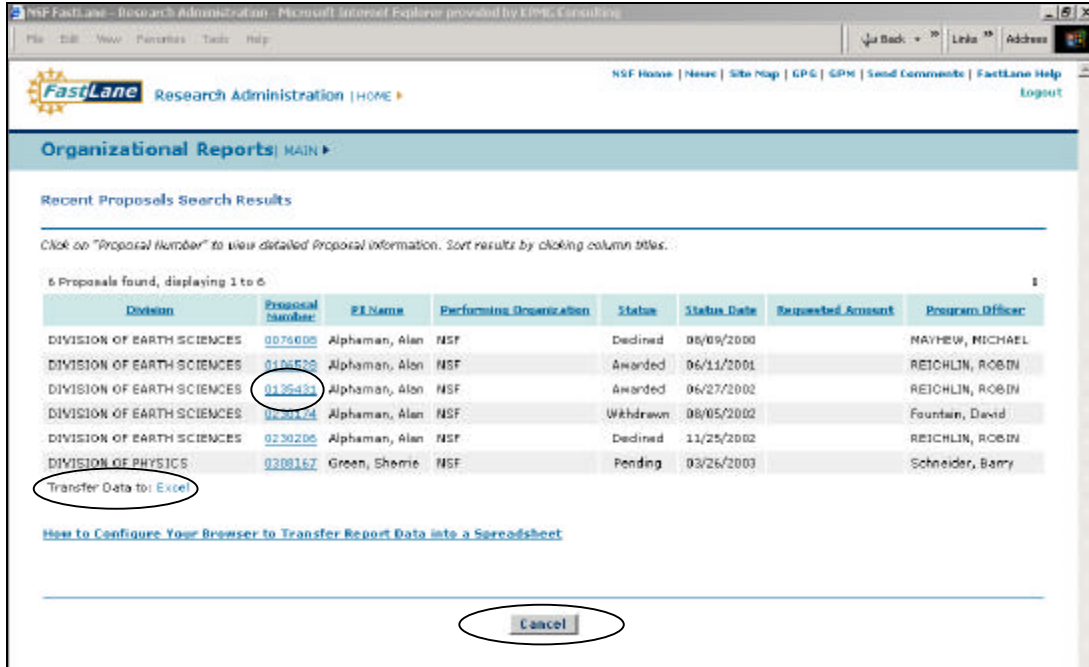 NSF FastLane - Research Administration - Microsoft Internet Explorer provided by KPMG Consulting
File Edit View Favorites Tools Help
Back Links Address
NSF Home | News | Site Map | GPG | GPM | Send Comments | FastLane Help
FastLane Research Administration | HOME
Logout
Organizational Reports| MAIN
Recent Proposals Search Results
Click on "Proposal Number" to view detailed Proposal information. Sort results by clicking column titles.
6 Proposals found, displaying 1 to 6 1
Division Proposal Number PI Name Performing Organization Status Status Date Requested Amount Program Officer
DIVISION OF EARTH SCIENCES 0076008 Alphaman, Alan NSF Declined 08/09/2000 MAYHEW, MICHAEL
DIVISION OF EARTH SCIENCES 0106528 Alphaman, Alan NSF Awarded 06/11/2001 REICHLIN, ROBIN
DIVISION OF EARTH SCIENCES 0135431 Alphaman, Alan NSF Awarded 06/27/2002 REICHLIN, ROBIN
DIVISION OF EARTH SCIENCES 0230174 Alphaman, Alan NSF Withdrawn 08/05/2002 Fountain, David
DIVISION OF EARTH SCIENCES 0230206 Alphaman, Alan NSF Declined 11/25/2002 REICHLIN, ROBIN
DIVISION OF PHYSICS 0308167 Green, Sherrie NSF Pending 03/26/2003 Schneider, Barry
Transfer Data to: Excel
How to Configure Your Browser to Transfer Report Data into a Spreadsheet
Cancel